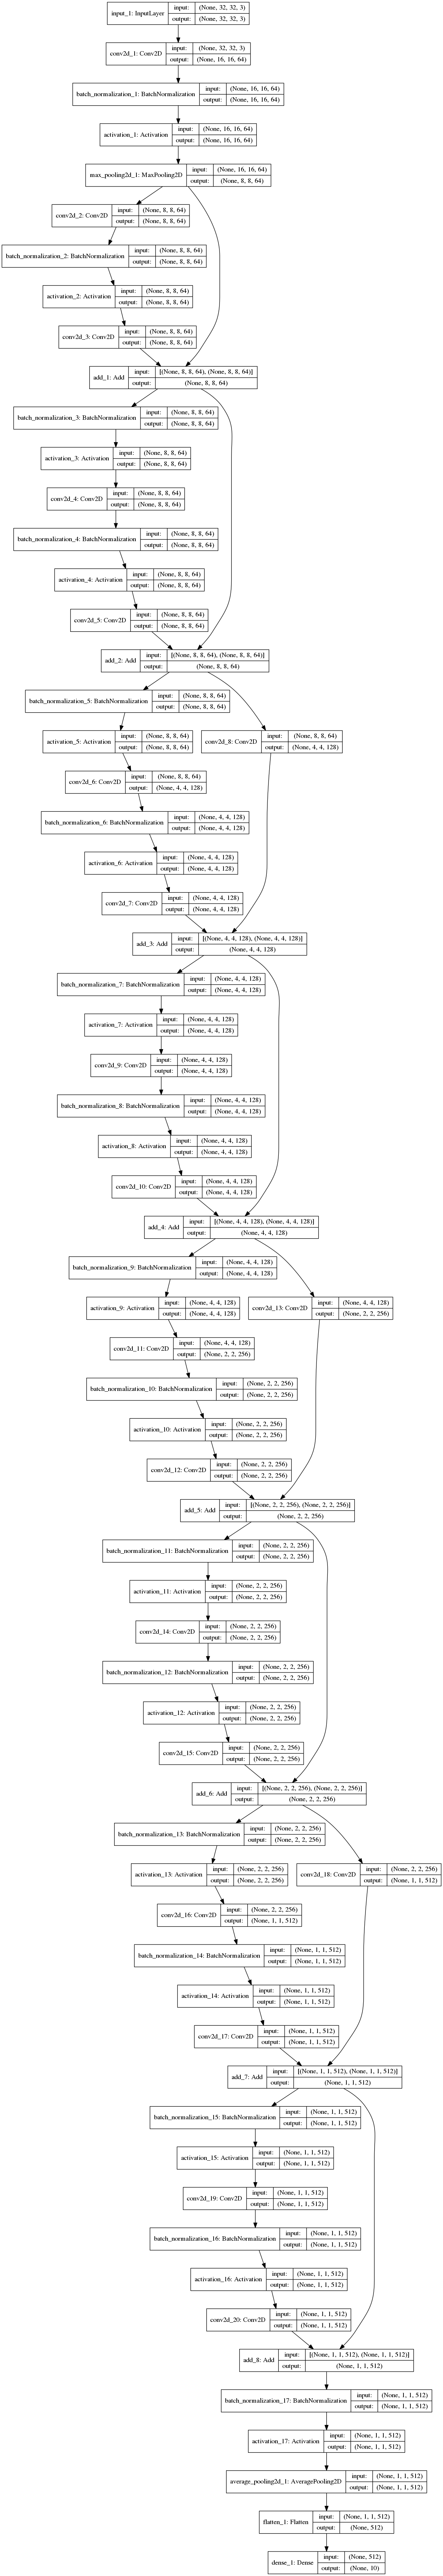 input_1: InputLayer input: (None, 32, 32, 3)
output: (None, 32, 32, 3)
conv2d_1: Conv2D input: (None, 32, 32, 3)
output: (None, 16, 16, 64)
batch_normalization_1: BatchNormalization input: (None, 16, 16, 64)
output: (None, 16, 16, 64)
activation_1: Activation input: (None, 16, 16, 64)
output: (None, 16, 16, 64)
max_pooling2d_1: MaxPooling2D input: (None, 16, 16, 64)
output: (None, 8, 8, 64)
conv2d_2: Conv2D input: (None, 8, 8, 64)
output: (None, 8, 8, 64)
batch_normalization_2: BatchNormalization input: (None, 8, 8, 64)
output: (None, 8, 8, 64)
activation_2: Activation input: (None, 8, 8, 64)
output: (None, 8, 8, 64)
conv2d_3: Conv2D input: (None, 8, 8, 64)
output: (None, 8, 8, 64)
add_1: Add input: [(None, 8, 8, 64), (None, 8, 8, 64)]
output: (None, 8, 8, 64)
batch_normalization_3: BatchNormalization input: (None, 8, 8, 64)
output: (None, 8, 8, 64)
activation_3: Activation input: (None, 8, 8, 64)
output: (None, 8, 8, 64)
conv2d_4: Conv2D input: (None, 8, 8, 64)
output: (None, 8, 8, 64)
batch_normalization_4: BatchNormalization input: (None, 8, 8, 64)
output: (None, 8, 8, 64)
activation_4: Activation input: (None, 8, 8, 64)
output: (None, 8, 8, 64)
conv2d_5: Conv2D input: (None, 8, 8, 64)
output: (None, 8, 8, 64)
add_2: Add input: [(None, 8, 8, 64), (None, 8, 8, 64)]
output: (None, 8, 8, 64)
batch_normalization_5: BatchNormalization input: (None, 8, 8, 64)
output: (None, 8, 8, 64)
activation_5: Activation input: (None, 8, 8, 64)
output: (None, 8, 8, 64)
conv2d_8: Conv2D input: (None, 8, 8, 64)
output: (None, 4, 4, 128)
conv2d_6: Conv2D input: (None, 8, 8, 64)
output: (None, 4, 4, 128)
batch_normalization_6: BatchNormalization input: (None, 4, 4, 128)
output: (None, 4, 4, 128)
activation_6: Activation input: (None, 4, 4, 128)
output: (None, 4, 4, 128)
conv2d_7: Conv2D input: (None, 4, 4, 128)
output: (None, 4, 4, 128)
add_3: Add input: [(None, 4, 4, 128), (None, 4, 4, 128)]
output: (None, 4, 4, 128)
batch_normalization_7: BatchNormalization input: (None, 4, 4, 128)
output: (None, 4, 4, 128)
activation_7: Activation input: (None, 4, 4, 128)
output: (None, 4, 4, 128)
conv2d_9: Conv2D input: (None, 4, 4, 128)
output: (None, 4, 4, 128)
batch_normalization_8: BatchNormalization input: (None, 4, 4, 128)
output: (None, 4, 4, 128)
activation_8: Activation input: (None, 4, 4, 128)
output: (None, 4, 4, 128)
conv2d_10: Conv2D input: (None, 4, 4, 128)
output: (None, 4, 4, 128)
add_4: Add input: [(None, 4, 4, 128), (None, 4, 4, 128)]
output: (None, 4, 4, 128)
batch_normalization_9: BatchNormalization input: (None, 4, 4, 128)
output: (None, 4, 4, 128)
activation_9: Activation input: (None, 4, 4, 128)
output: (None, 4, 4, 128)
conv2d_13: Conv2D input: (None, 4, 4, 128)
output: (None, 2, 2, 256)
conv2d_11: Conv2D input: (None, 4, 4, 128)
output: (None, 2, 2, 256)
batch_normalization_10: BatchNormalization input: (None, 2, 2, 256)
output: (None, 2, 2, 256)
activation_10: Activation input: (None, 2, 2, 256)
output: (None, 2, 2, 256)
conv2d_12: Conv2D input: (None, 2, 2, 256)
output: (None, 2, 2, 256)
add_5: Add input: [(None, 2, 2, 256), (None, 2, 2, 256)]
output: (None, 2, 2, 256)
batch_normalization_11: BatchNormalization input: (None, 2, 2, 256)
output: (None, 2, 2, 256)
activation_11: Activation input: (None, 2, 2, 256)
output: (None, 2, 2, 256)
conv2d_14: Conv2D input: (None, 2, 2, 256)
output: (None, 2, 2, 256)
batch_normalization_12: BatchNormalization input: (None, 2, 2, 256)
output: (None, 2, 2, 256)
activation_12: Activation input: (None, 2, 2, 256)
output: (None, 2, 2, 256)
conv2d_15: Conv2D input: (None, 2, 2, 256)
output: (None, 2, 2, 256)
add_6: Add input: [(None, 2, 2, 256), (None, 2, 2, 256)]
output: (None, 2, 2, 256)
batch_normalization_13: BatchNormalization input: (None, 2, 2, 256)
output: (None, 2, 2, 256)
activation_13: Activation input: (None, 2, 2, 256)
output: (None, 2, 2, 256)
conv2d_18: Conv2D input: (None, 2, 2, 256)
output: (None, 1, 1, 512)
conv2d_16: Conv2D input: (None, 2, 2, 256)
output: (None, 1, 1, 512)
batch_normalization_14: BatchNormalization input: (None, 1, 1, 512)
output: (None, 1, 1, 512)
activation_14: Activation input: (None, 1, 1, 512)
output: (None, 1, 1, 512)
conv2d_17: Conv2D input: (None, 1, 1, 512)
output: (None, 1, 1, 512)
add_7: Add input: [(None, 1, 1, 512), (None, 1, 1, 512)]
output: (None, 1, 1, 512)
batch_normalization_15: BatchNormalization input: (None, 1, 1, 512)
output: (None, 1, 1, 512)
activation_15: Activation input: (None, 1, 1, 512)
output: (None, 1, 1, 512)
conv2d_19: Conv2D input: (None, 1, 1, 512)
output: (None, 1, 1, 512)
batch_normalization_16: BatchNormalization input: (None, 1, 1, 512)
output: (None, 1, 1, 512)
activation_16: Activation input: (None, 1, 1, 512)
output: (None, 1, 1, 512)
conv2d_20: Conv2D input: (None, 1, 1, 512)
output: (None, 1, 1, 512)
add_8: Add input: [(None, 1, 1, 512), (None, 1, 1, 512)]
output: (None, 1, 1, 512)
batch_normalization_17: BatchNormalization input: (None, 1, 1, 512)
output: (None, 1, 1, 512)
activation_17: Activation input: (None, 1, 1, 512)
output: (None, 1, 1, 512)
average_pooling2d_1: AveragePooling2D input: (None, 1, 1, 512)
output: (None, 1, 1, 512)
flatten_1: Flatten input: (None, 1, 1, 512)
output: (None, 512)
dense_1: Dense input: (None, 512)
output: (None, 10)